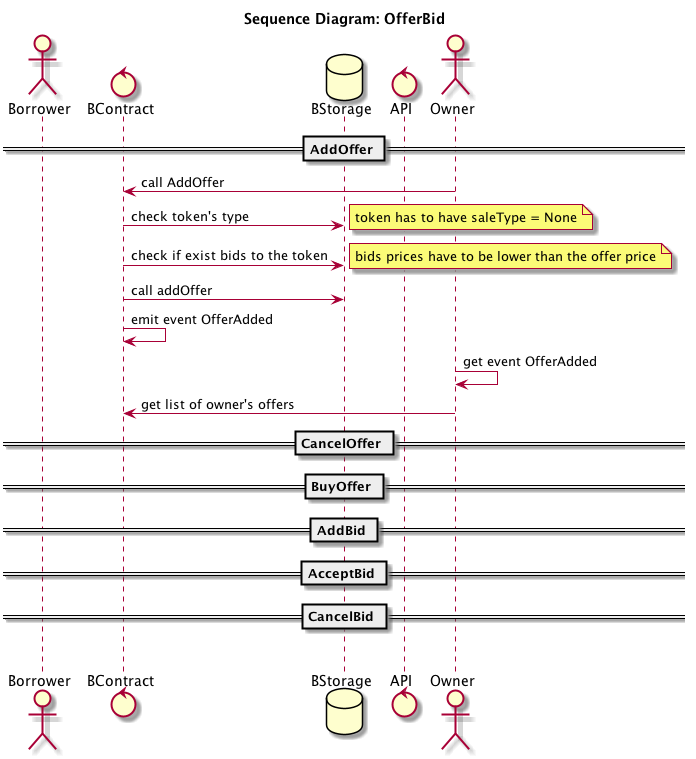 Sequence Diagram: OfferBid
Borrower
BContract
BStorage
API
Owner
AddOffer
call AddOffer
check token's type
token has to have saleType = None
check if exist bids to the token
bids prices have to be lower than the offer price
call addOffer
emit event OfferAdded
get event OfferAdded
get list of owner's offers
CancelOffer
BuyOffer
AddBid
AcceptBid
CancelBid
Borrower
BContract
BStorage
API
Owner